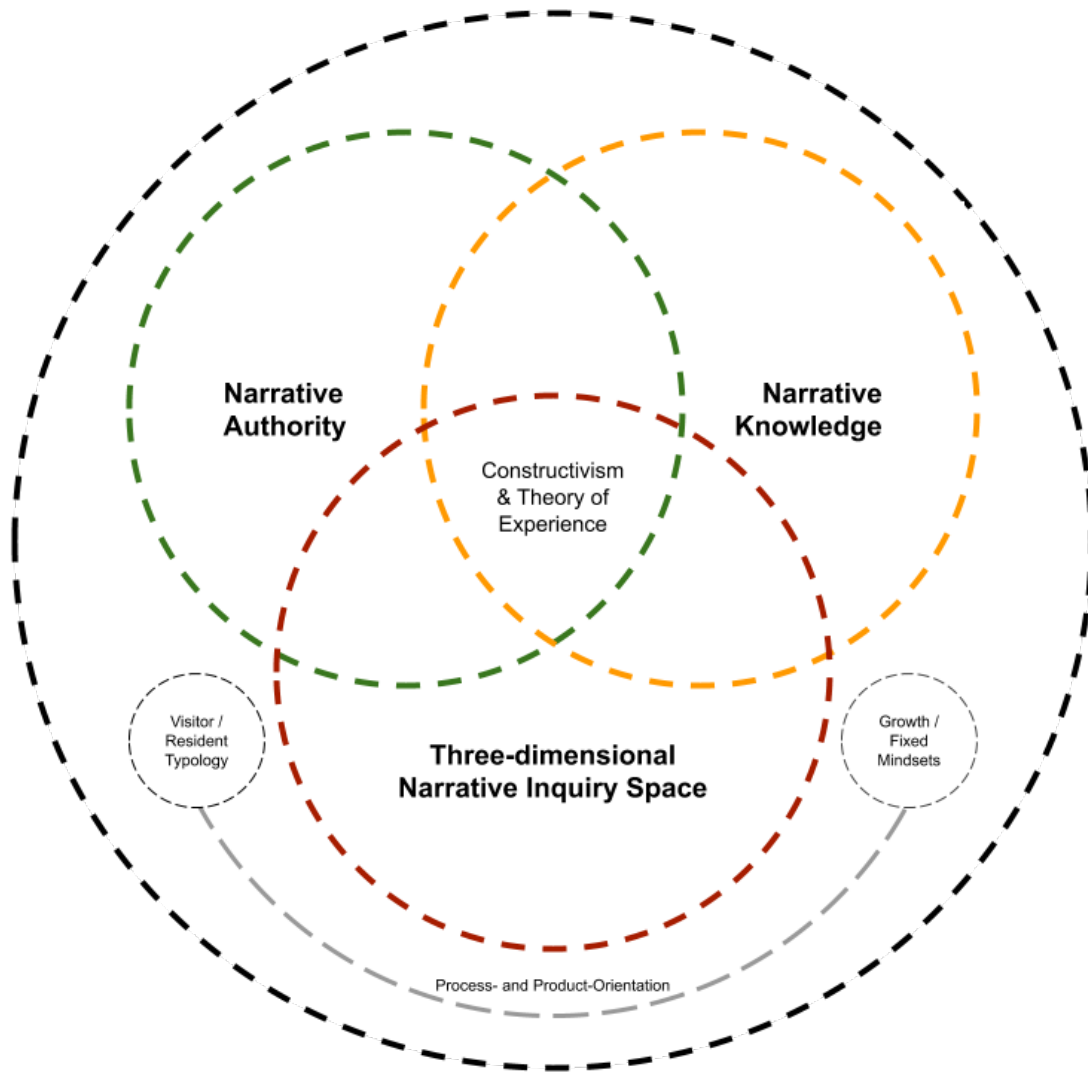 Narrative
Authority
Narrative
Knowledge
Constructivism
& Theory of
Experience
Visitor /
Resident
Typology
Growth /
Fixed
Mindsets
Three-dimensional
Narrative Inquiry Space
Process- and Product-Orientation